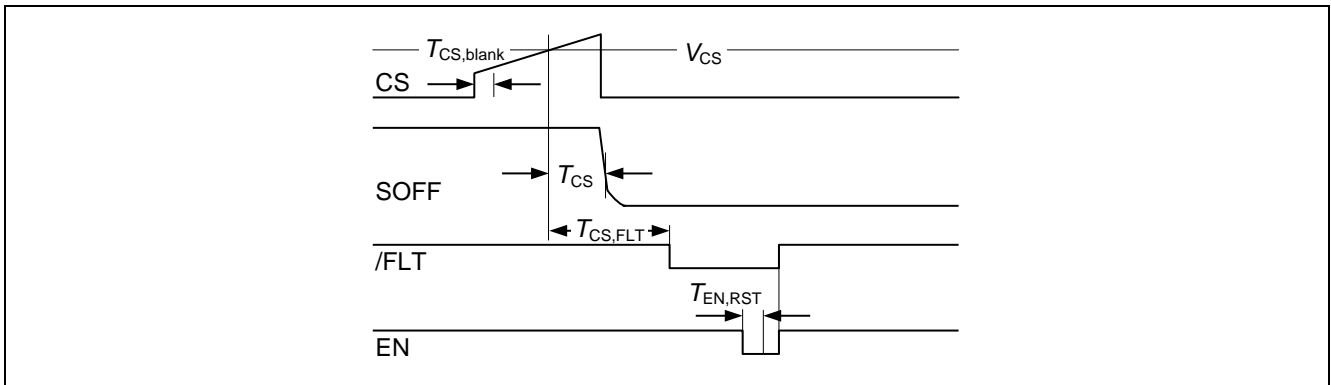 TCS,blank
VCS
CS
TCS
SOFF
TCS,FLT
/FLT
TEN,RST
EN